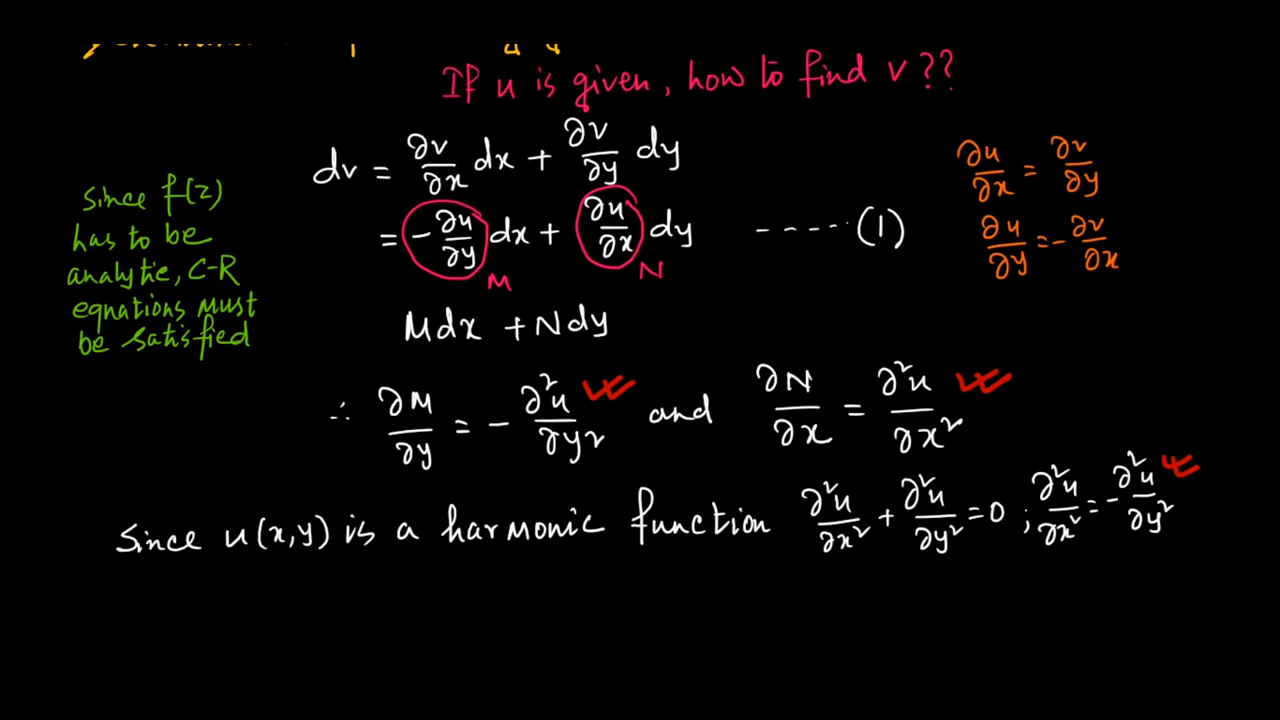 If u is given, how to find v??
dv = ∂v/∂x dx + ∂v/∂y dy
= -∂u/∂y dx + ∂u/∂x dy ------(1)
M N
∂u/∂x = ∂v/∂y
∂u/∂y = -∂v/∂x
Since f(z)
has to be
analytic, C-R
equations must
be satisfied
Mdx + Ndy
∴ ∂M/∂y = -∂²u/∂y² and ∂N/∂x = ∂²u/∂x²
Since u(x,y) is a harmonic function ∂²u/∂x² + ∂²u/∂y² = 0 ; ∂²u/∂x² = -∂²u/∂y²